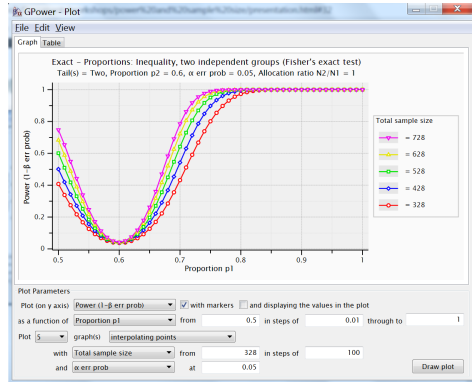 GPower - Plot
File Edit View
Graph Table
Exact - Proportions: Inequality, two independent groups (Fisher's exact test)
Tail(s) = Two, Proportion p2 = 0.6, α err prob = 0.05, Allocation ratio N2/N1 = 1
Power (1-β err prob)
1
0.8
0.6
0.4
0.2
0
0.5 0.6 0.7 0.8 0.9 1
Proportion p1
Total sample size
= 728
= 628
= 528
= 428
= 328
Plot Parameters
Plot (on y axis) Power (1-β err prob) with markers and displaying the values in the plot
as a function of Proportion p1 from 0.5 in steps of 0.01 through to 1
Plot 5 graph(s) interpolating points
with Total sample size from 328 in steps of 100
and α err prob at 0.05 Draw plot